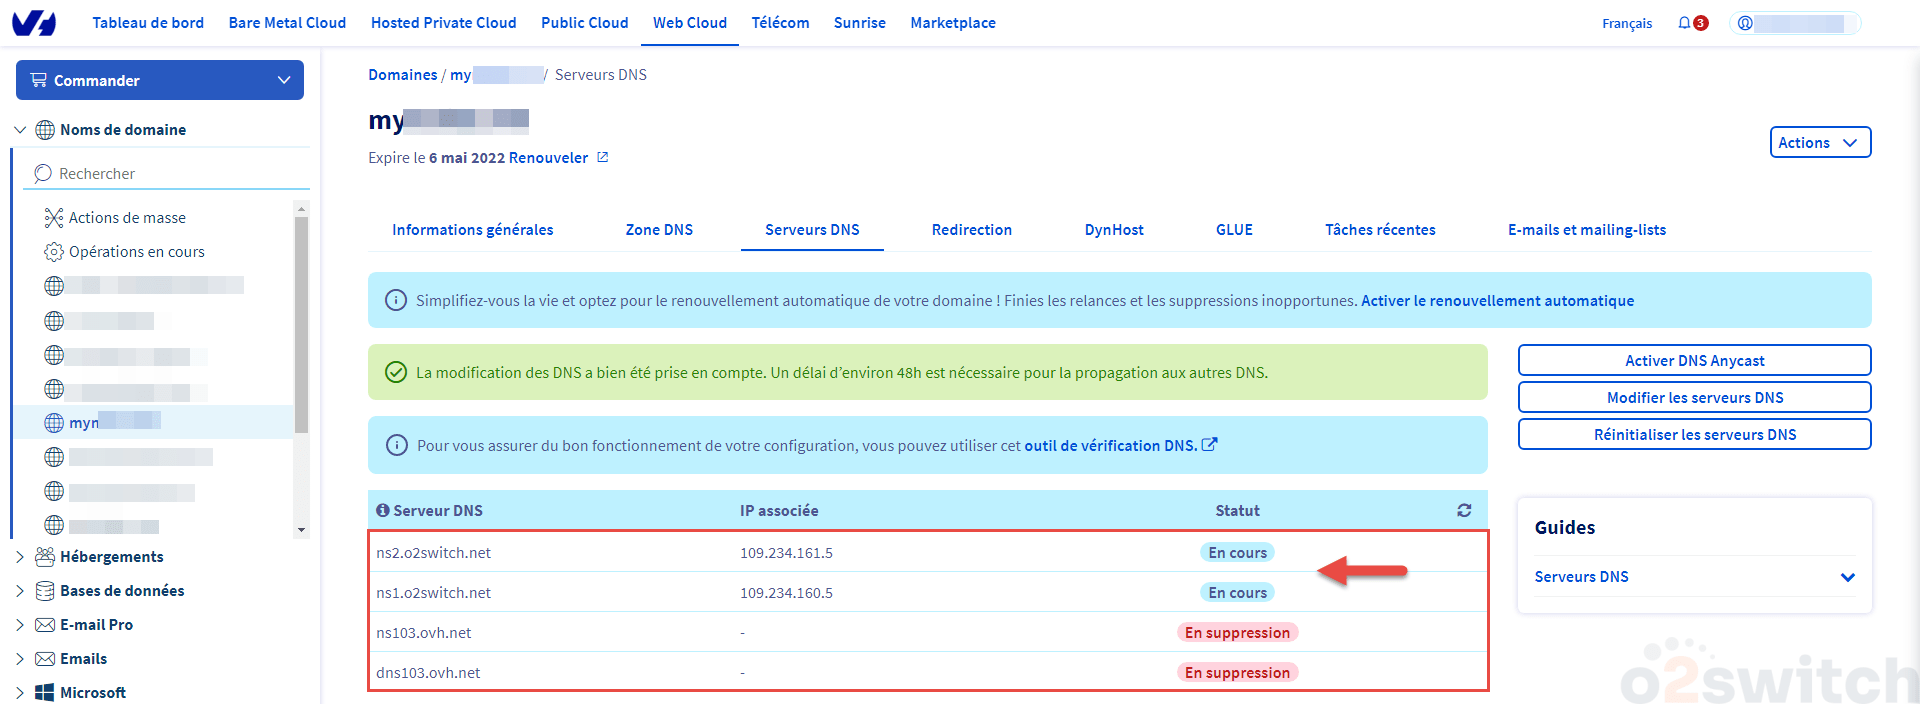 Tableau de bord Bare Metal Cloud Hosted Private Cloud Public Cloud Web Cloud Télécom Sunrise Marketplace Français 3
Commander
Noms de domaine
Rechercher
Actions de masse
Opérations en cours
myn
Hébergements
Bases de données
E-mail Pro
Emails
Microsoft
Domaines / my / Serveurs DNS
my
Expire le 6 mai 2022 Renouveler
Actions
Informations générales Zone DNS Serveurs DNS Redirection DynHost GLUE Tâches récentes E-mails et mailing-lists
Simplifiez-vous la vie et optez pour le renouvellement automatique de votre domaine ! Finies les relances et les suppressions inopportunes. Activer le renouvellement automatique
La modification des DNS a bien été prise en compte. Un délai d’environ 48h est nécessaire pour la propagation aux autres DNS.
Pour vous assurer du bon fonctionnement de votre configuration, vous pouvez utiliser cet outil de vérification DNS.
Serveur DNS IP associée Statut
ns2.o2switch.net 109.234.161.5 En cours
ns1.o2switch.net 109.234.160.5 En cours
ns103.ovh.net - En suppression
dns103.ovh.net - En suppression
Activer DNS Anycast
Modifier les serveurs DNS
Réinitialiser les serveurs DNS
Guides
Serveurs DNS
o2switch